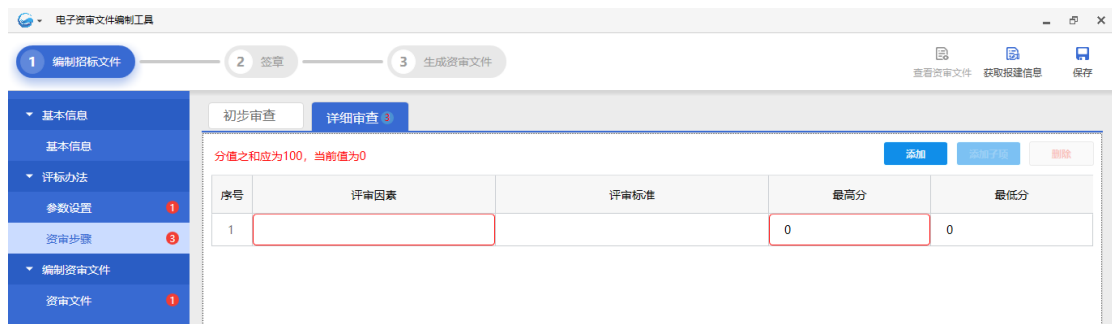 电子资审文件编制工具
1 编制招标文件 2 签章 3 生成资审文件
查看资审文件 获取报建信息 保存
基本信息
基本信息
评标办法
参数设置 1
资审步骤 3
编制资审文件
资审文件 1
初步审查 详细审查 3
分值之和应为100，当前值为0
添加 添加子级 删除
序号 评审因素 评审标准 最高分 最低分
1 0 0